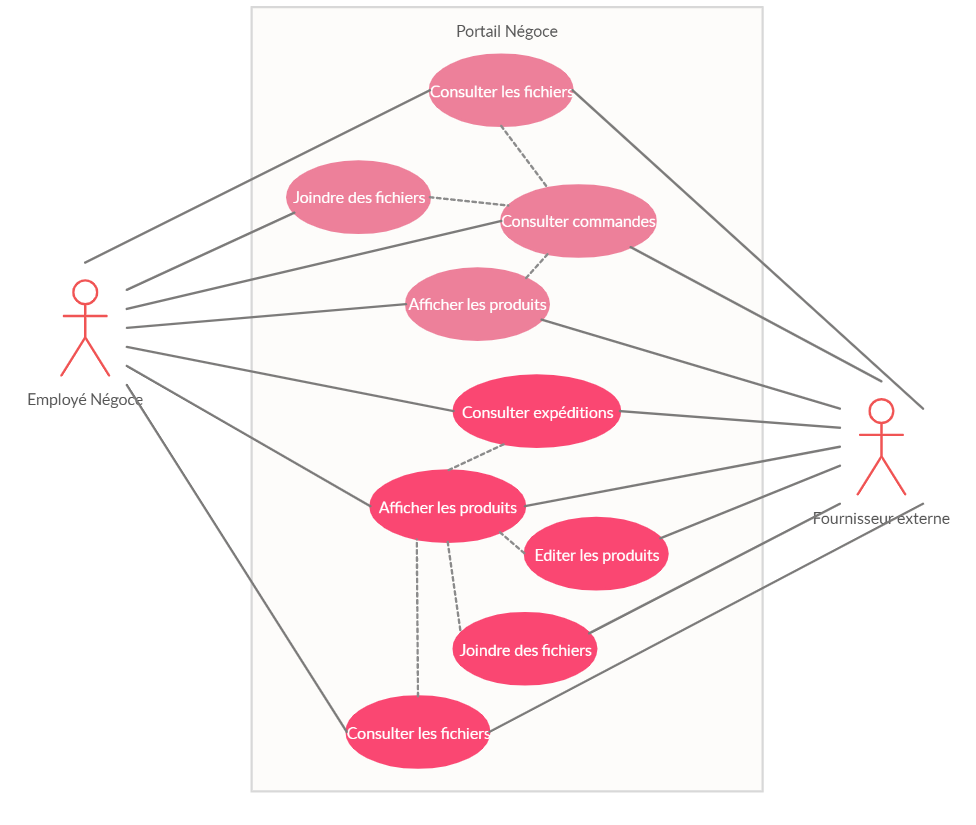 Portail Négoce
Consulter les fichiers
Joindre des fichiers
Consulter commandes
Afficher les produits
Employé Négoce
Consulter expéditions
Afficher les produits
Fournisseur externe
Editer les produits
Joindre des fichiers
Consulter les fichiers